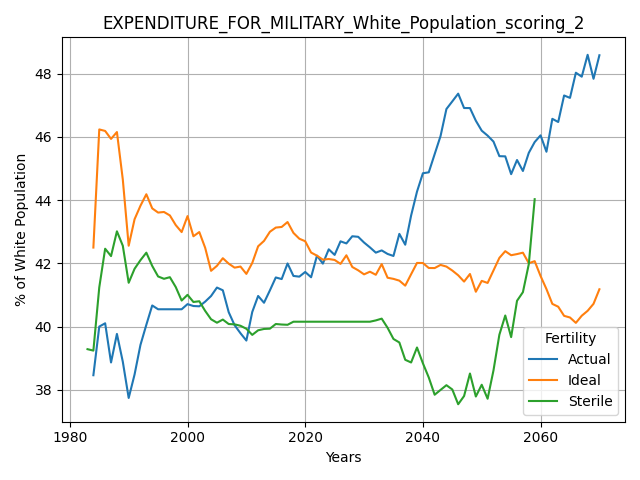 EXPENDITURE_FOR_MILITARY_White_Population_scoring_2
% of White Population
48
46
44
42
40
38
Fertility
Actual
Ideal
Sterile
1980
2000
2020
2040
2060
Years